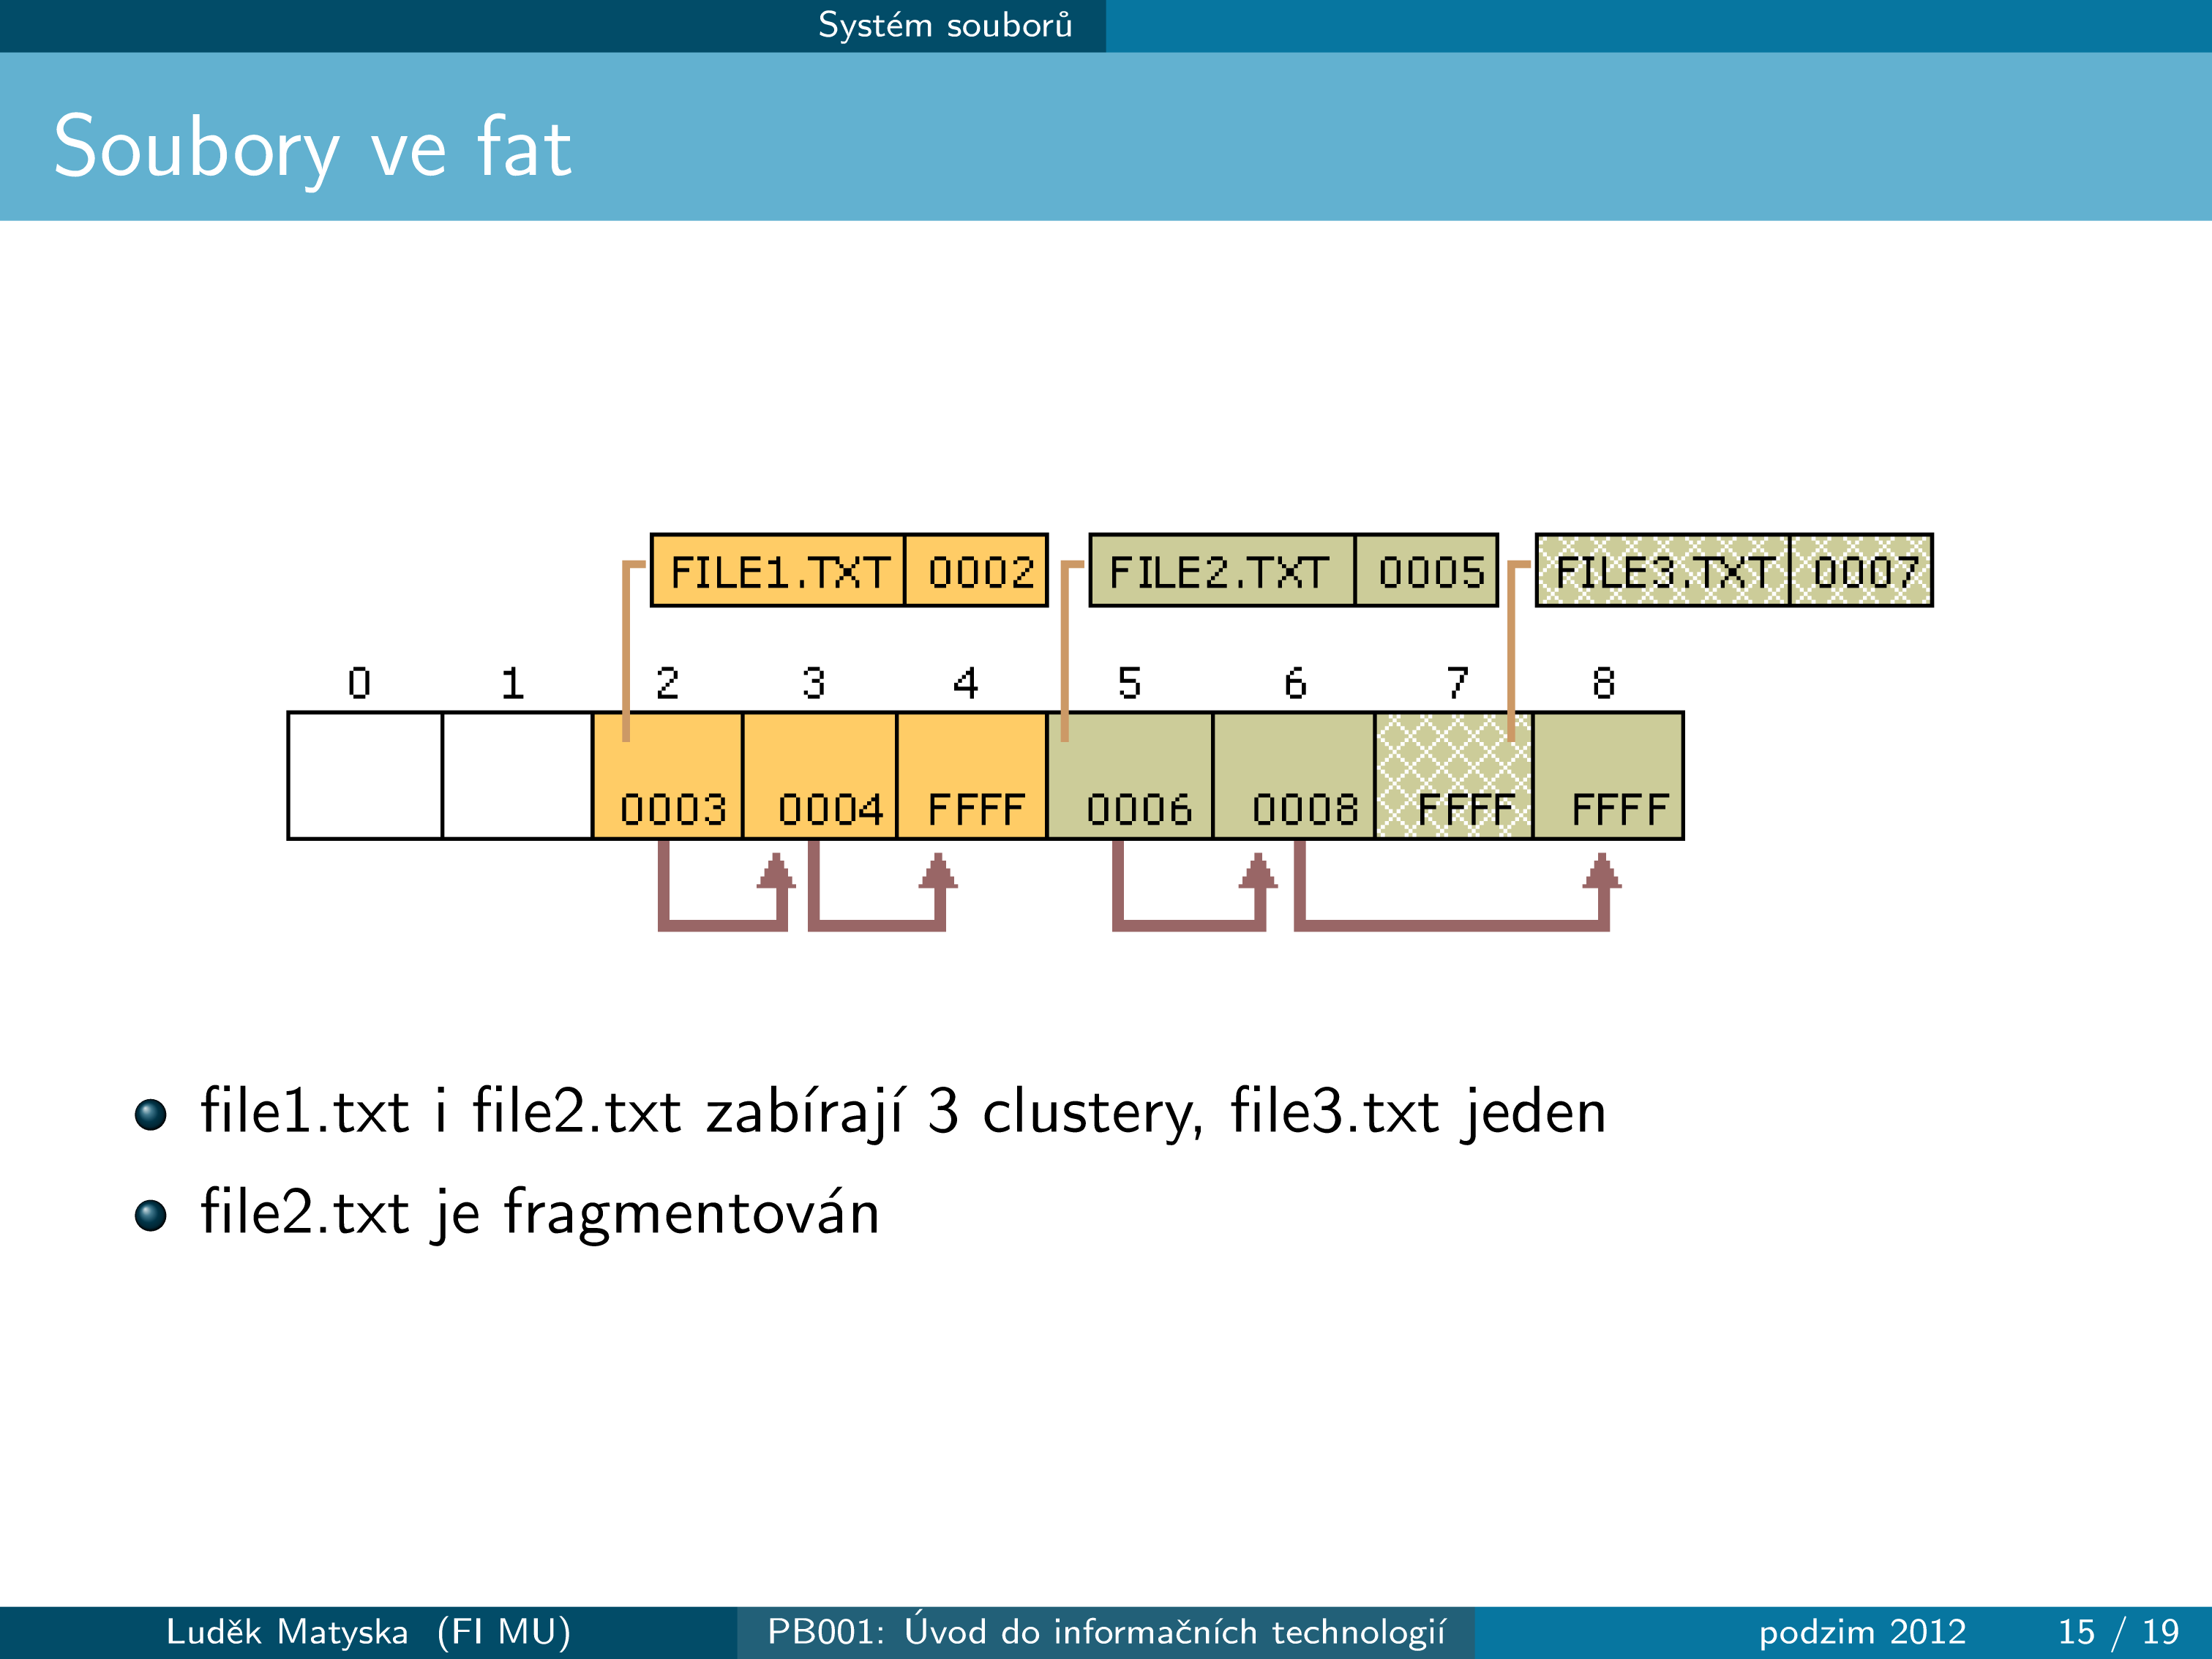 Systém souborů
Soubory ve fat
FILE1.TXT 0002 FILE2.TXT 0005 FILE3.TXT 0007
0 1 2 3 4 5 6 7 8
0003 0004 FFFF 0006 0008 FFFF FFFF
file1.txt i file2.txt zabírají 3 clustery, file3.txt jeden
file2.txt je fragmentován
Luděk Matyska (FI MU) PB001: Úvod do informačních technologií podzim 2012 15 / 19